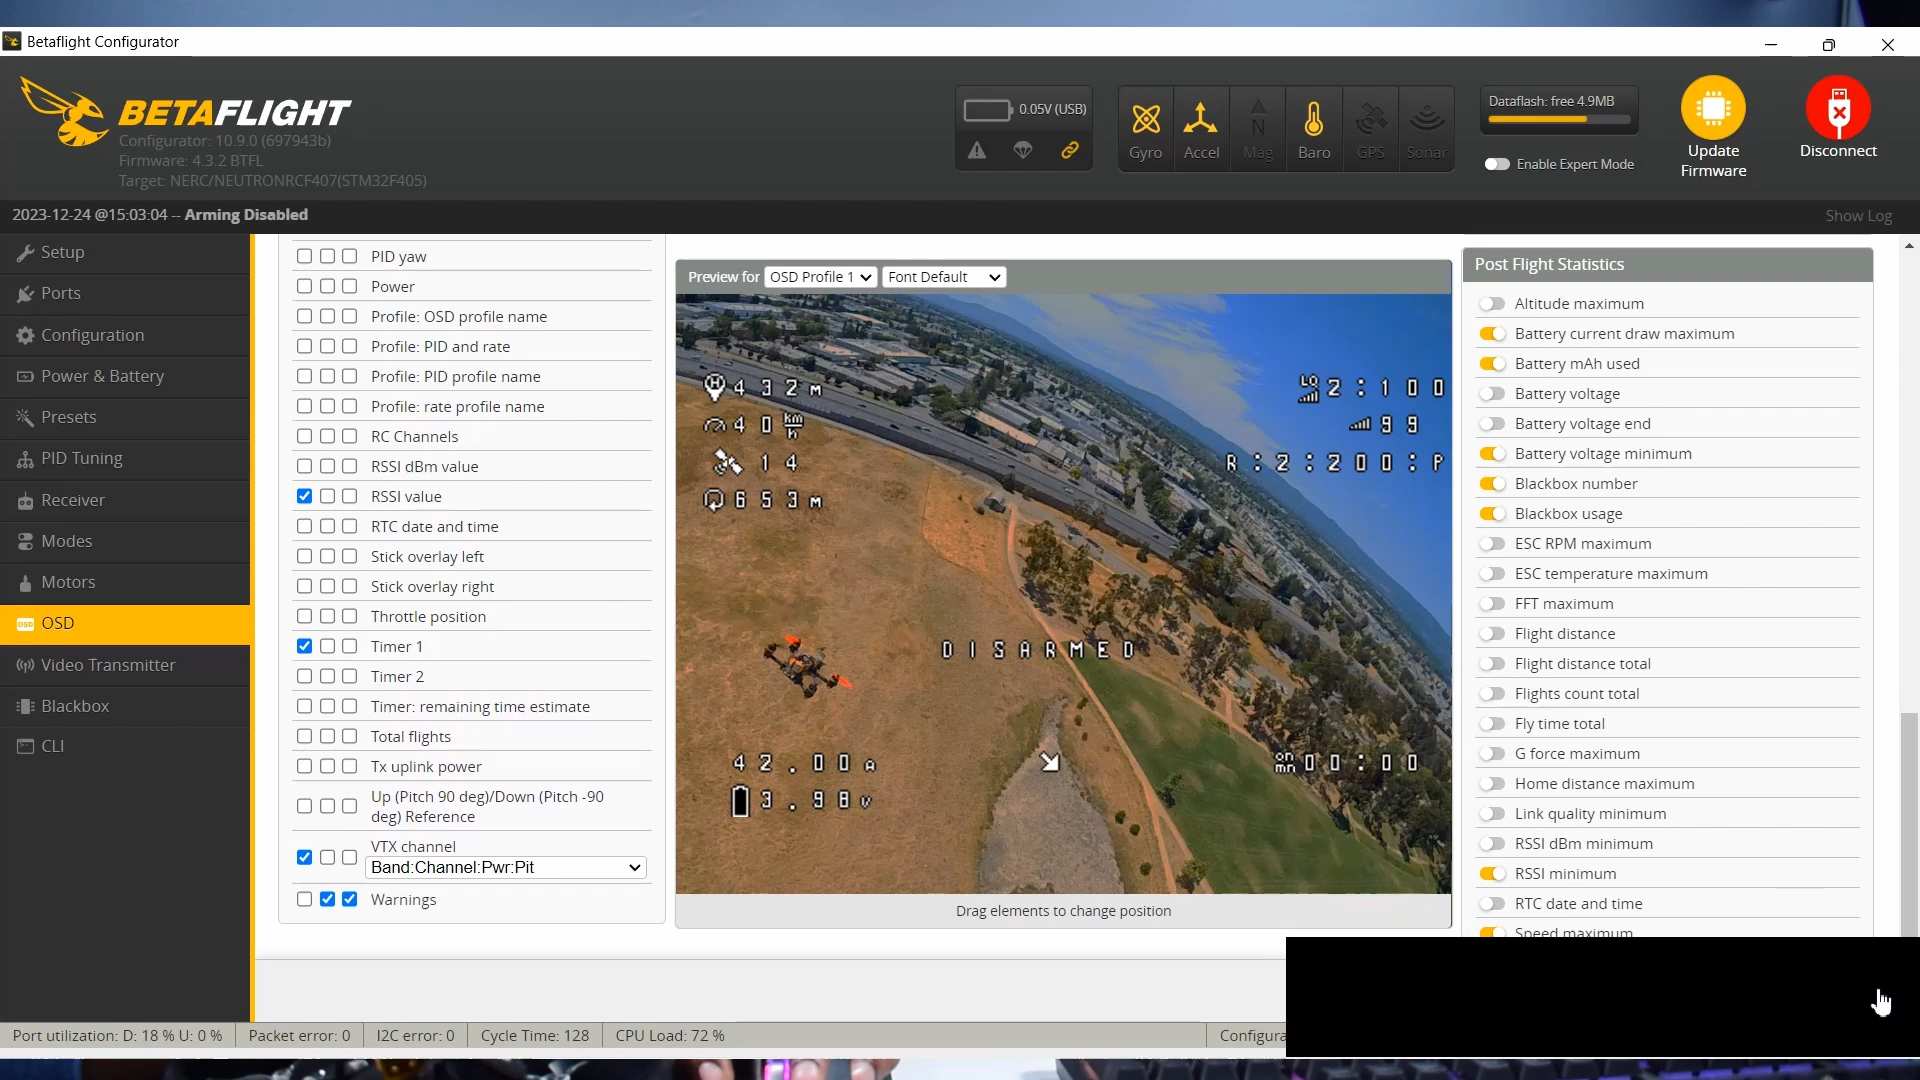 Betaflight Configurator
BETAFLIGHT
Configurator: 10.9.0 (697943b)
Firmware: 4.3.2 BTFL
Target: NERC/NEUTRONRCF407(STM32F405)
0.05V (USB)
Gyro
Accel
Mag
Baro
GPS
Sonar
Dataflash: free 4.9MB
Enable Expert Mode
Update
Firmware
Disconnect
2023-12-24 @15:03:04 -- Arming Disabled
Show Log
Setup
Ports
Configuration
Power & Battery
Presets
PID Tuning
Receiver
Modes
Motors
OSD
Video Transmitter
Blackbox
CLI
PID yaw
Power
Profile: OSD profile name
Profile: PID and rate
Profile: PID profile name
Profile: rate profile name
RC Channels
RSSI dBm value
RSSI value
RTC date and time
Stick overlay left
Stick overlay right
Throttle position
Timer 1
Timer 2
Timer: remaining time estimate
Total flights
Tx uplink power
Up (Pitch 90 deg)/Down (Pitch -90
deg) Reference
VTX channel
Band:Channel:Pwr:Pit
Warnings
Preview for OSD Profile 1 Font Default
432M
40 km/h
14
653M
LQ 2:100
99
R:2:200:P
DISARMED
42.00A
3.98V
on mn 00:00
Drag elements to change position
Post Flight Statistics
Altitude maximum
Battery current draw maximum
Battery mAh used
Battery voltage
Battery voltage end
Battery voltage minimum
Blackbox number
Blackbox usage
ESC RPM maximum
ESC temperature maximum
FFT maximum
Flight distance
Flight distance total
Flights count total
Fly time total
G force maximum
Home distance maximum
Link quality minimum
RSSI dBm minimum
RSSI minimum
RTC date and time
Speed maximum
Port utilization: D: 18 % U: 0 %
Packet error: 0
I2C error: 0
Cycle Time: 128
CPU Load: 72 %
Configura